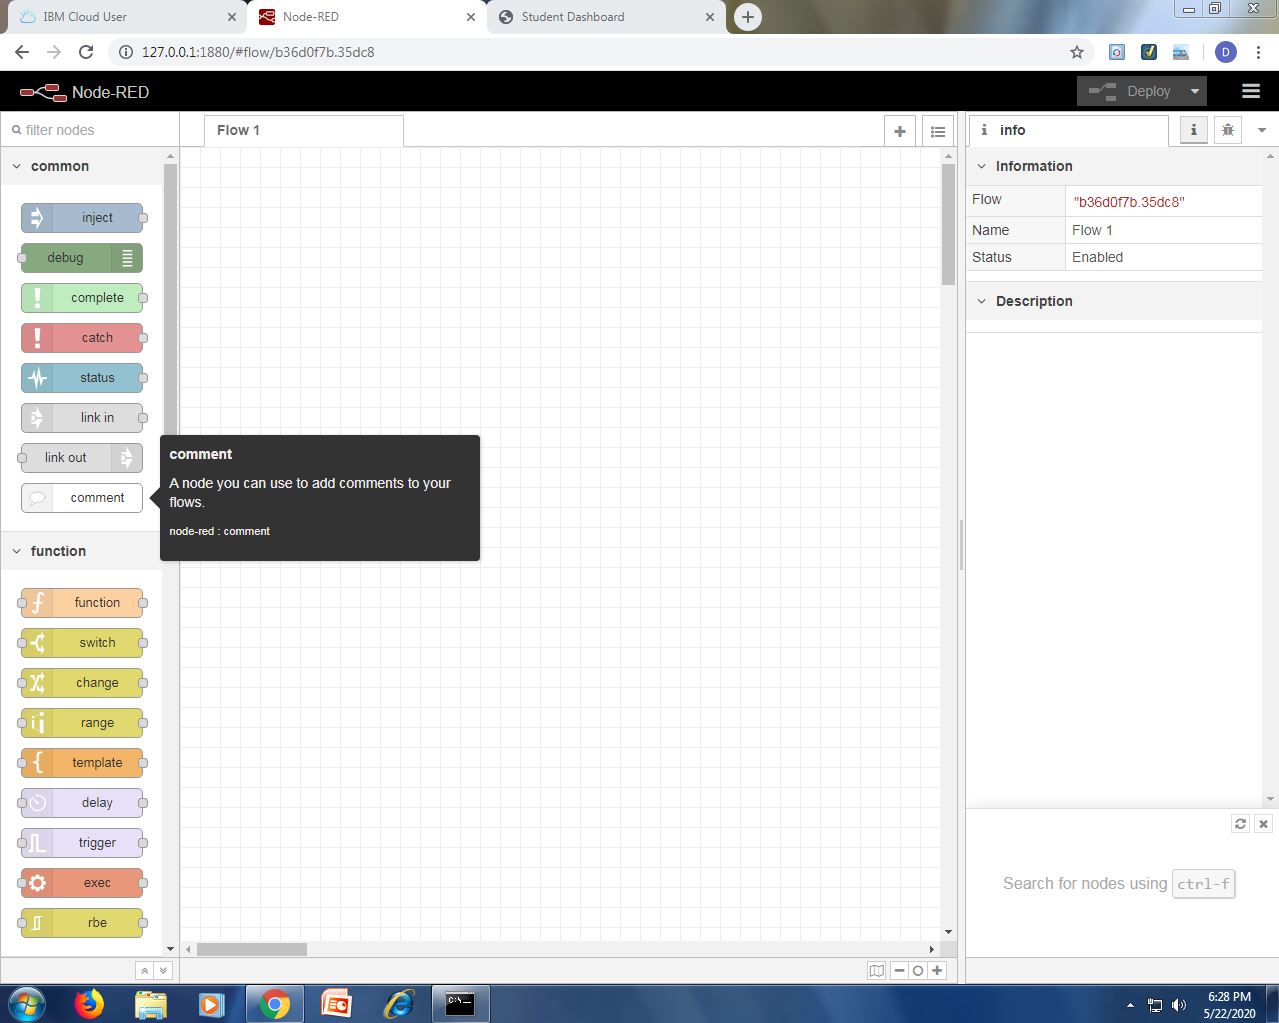 IBM Cloud User
Node-RED
Student Dashboard
127.0.0.1:1880/#flow/b36d0f7b.35dc8
D
Node-RED
Deploy
filter nodes
Flow 1
i info
i
common
inject
debug
complete
catch
status
link in
link out
comment
comment
A node you can use to add comments to your
flows.
node-red : comment
function
function
switch
change
range
template
delay
trigger
exec
rbe
Information
Flow "b36d0f7b.35dc8"
Name Flow 1
Status Enabled
Description
Search for nodes using ctrl-f
C:\.
6:28 PM
5/22/2020